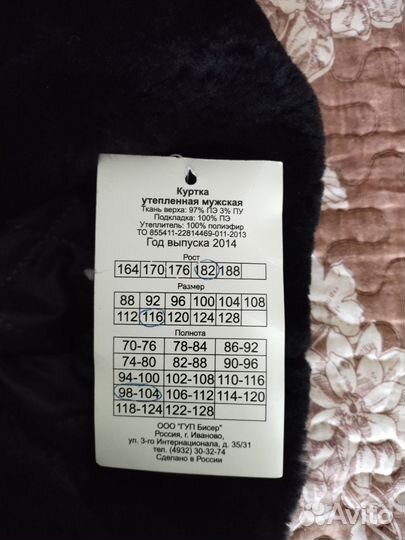 Куртка
утепленная мужская
Ткань верха: 97% ПЭ 3% ПУ
Подкладка: 100% ПЭ
Утеплитель: 100% полиэфир
ТО 855411-22814469-011-2013
Год выпуска 2014
Рост
164 170 176 182 188
Размер
88 92 96 100 104 108
112 116 120 124 128
Полнота
70-76 78-84 86-92
74-80 82-88 90-96
94-100 102-108 110-116
98-104 106-112 114-120
118-124 122-128
ООО "ГУП Бисер"
Россия, г. Иваново,
ул. 3-го Интернационала, д. 35/31
тел. (4932) 30-32-74
Сделано в России
Avito